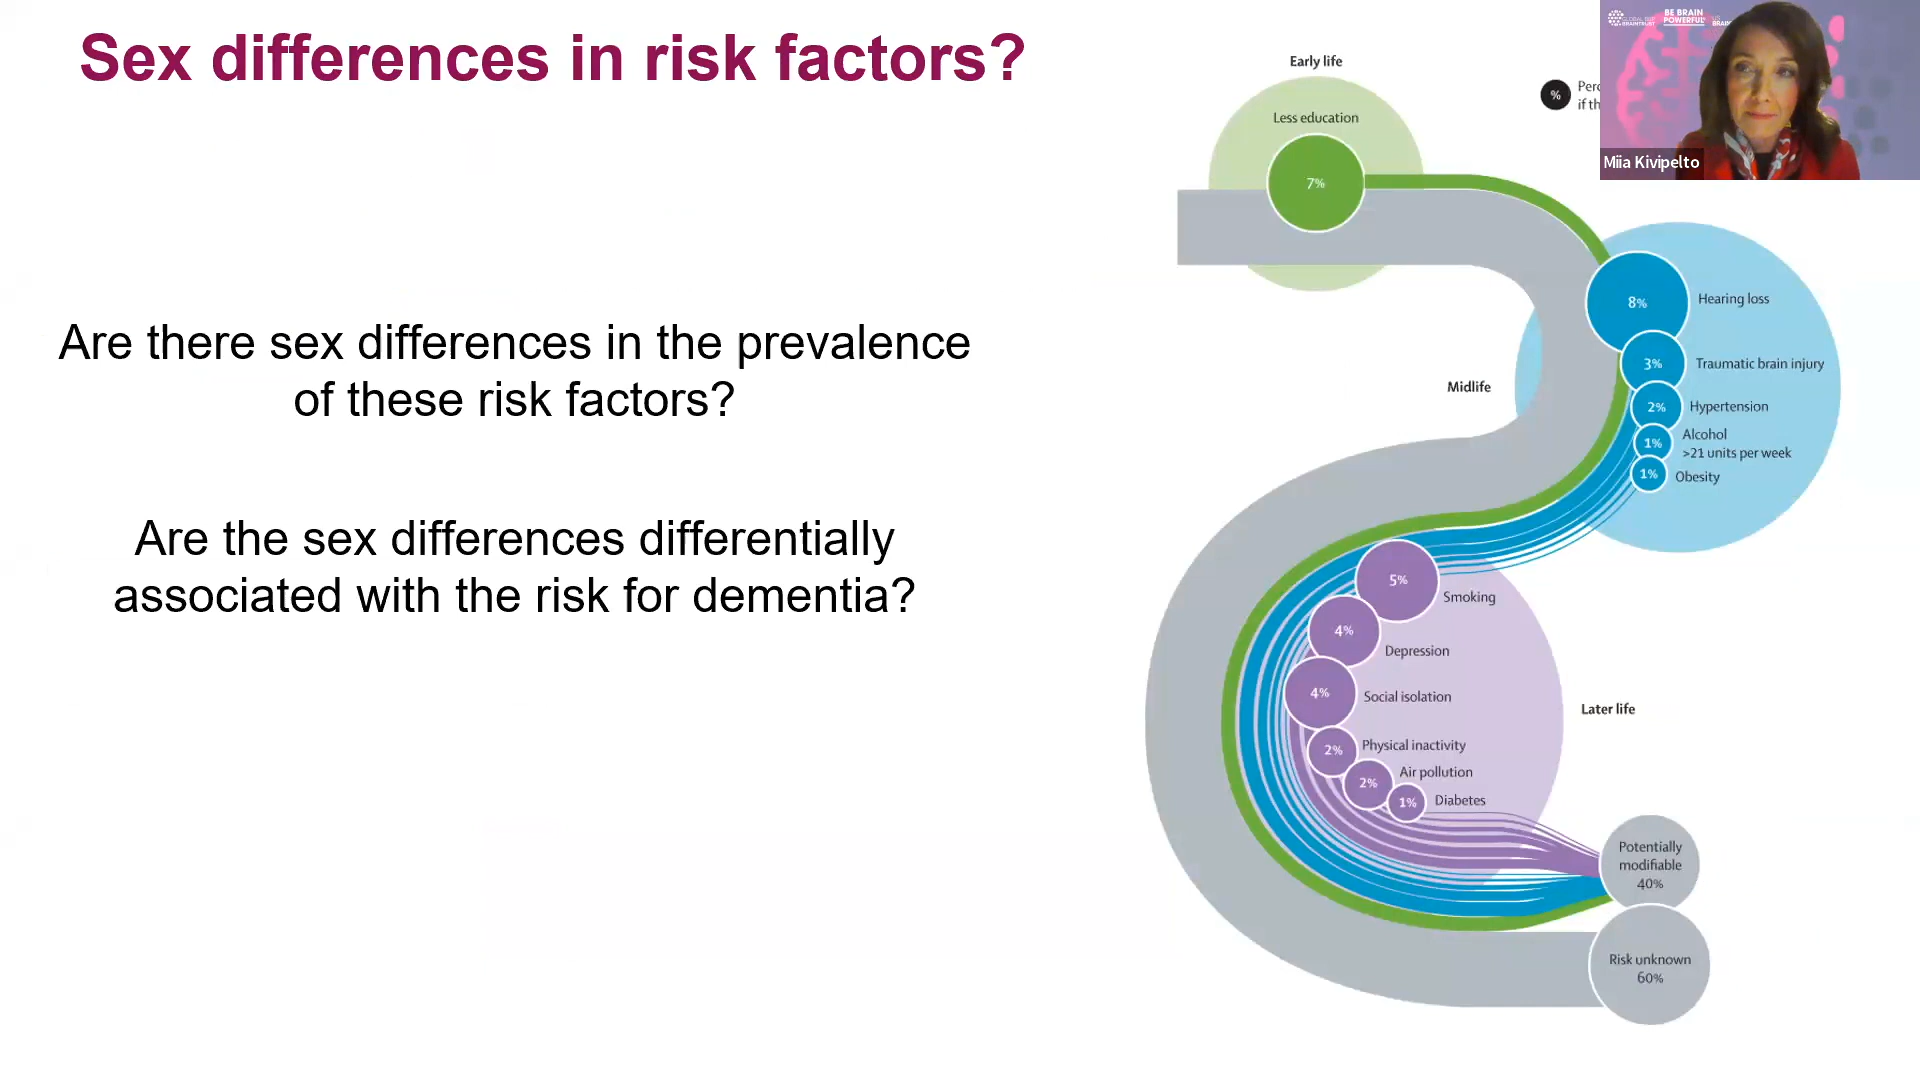 Sex differences in risk factors?
Are there sex differences in the prevalence
of these risk factors?
Are the sex differences differentially
associated with the risk for dementia?
Early life
Less education
7%
%
if th
8%
Hearing loss
3%
Traumatic brain injury
Midlife
2%
Hypertension
1%
Alcohol
>21 units per week
1%
Obesity
5%
Smoking
4%
Depression
4%
Social isolation
Later life
2%
Physical inactivity
2%
Air pollution
1%
Diabetes
Potentially
modifiable
40%
Risk unknown
60%
BE BRAIN
POWERFUL
Miia Kivipelto